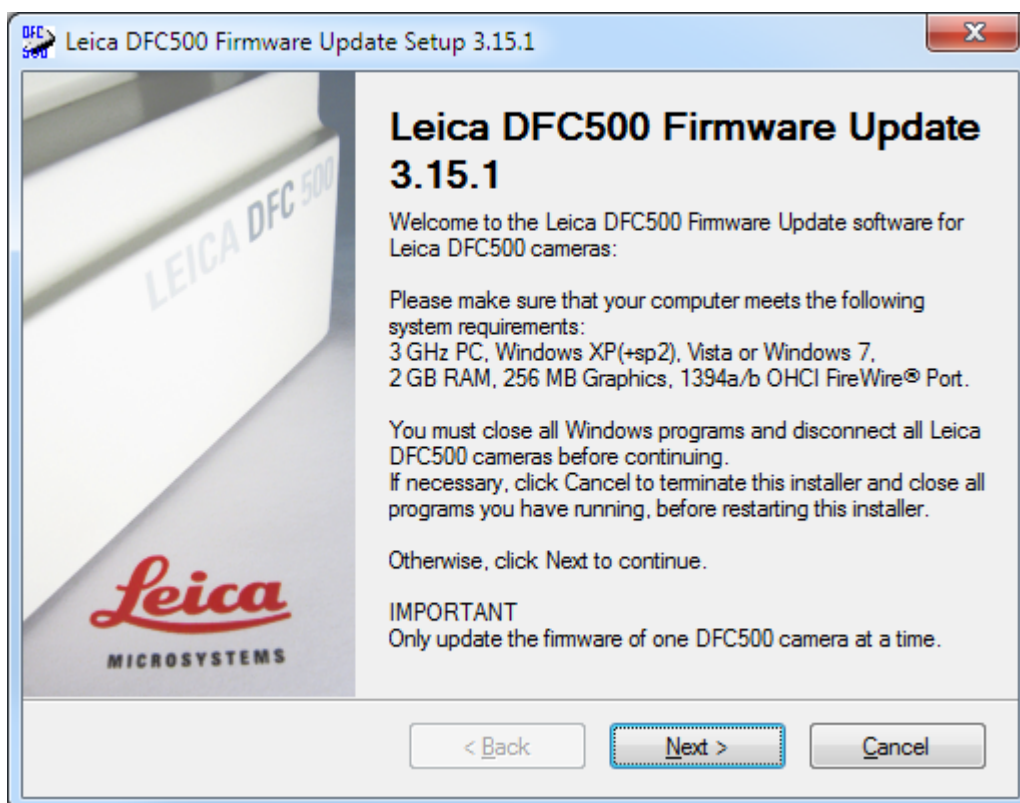 Leica DFC500 Firmware Update Setup 3.15.1
LEICA DFC 500
Leica
MICROSYSTEMS
Leica DFC500 Firmware Update
3.15.1
Welcome to the Leica DFC500 Firmware Update software for
Leica DFC500 cameras:
Please make sure that your computer meets the following
system requirements:
3 GHz PC, Windows XP(+sp2), Vista or Windows 7,
2 GB RAM, 256 MB Graphics, 1394a/b OHCI FireWire® Port.
You must close all Windows programs and disconnect all Leica
DFC500 cameras before continuing.
If necessary, click Cancel to terminate this installer and close all
programs you have running, before restarting this installer.
Otherwise, click Next to continue.
IMPORTANT
Only update the firmware of one DFC500 camera at a time.
< Back
Next >
Cancel